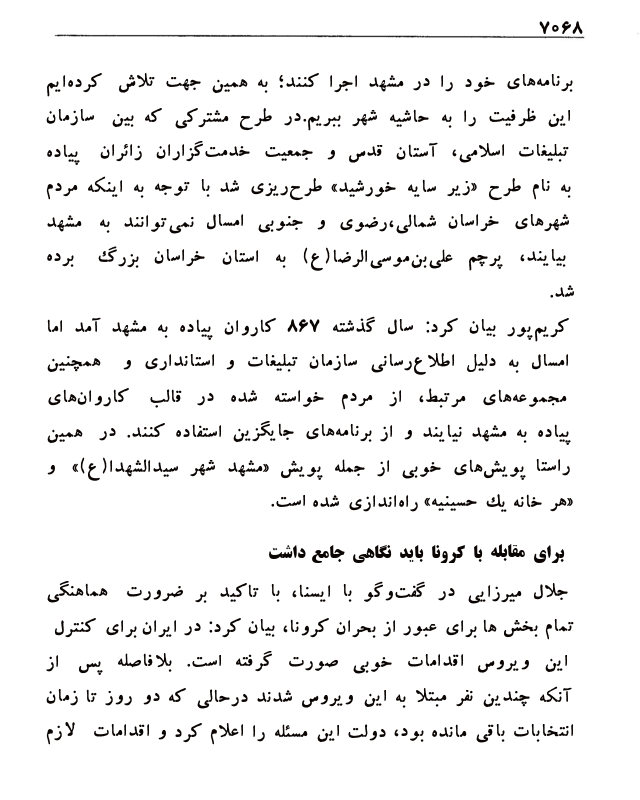 ۷۰۶۸
برنامه‌های خود را در مشهد اجرا کنند؛ به همین جهت تلاش کرده‌ایم
این ظرفیت را به حاشیه شهر ببریم.در طرح مشترکی که بین سازمان
تبلیغات اسلامی، آستان قدس و جمعیت خدمت‌گزاران زائران پیاده
به نام طرح «زیر سایه خورشید» طرح‌ریزی شد با توجه به اینکه مردم
شهرهای خراسان شمالی،رضوی و جنوبی امسال نمی‌توانند به مشهد
بیایند، پرچم علی‌بن‌موسی‌الرضا(ع) به استان خراسان بزرگ برده
شد.
کریم‌پور بیان کرد: سال گذشته ۸۶۷ کاروان پیاده به مشهد آمد اما
امسال به دلیل اطلاع‌رسانی سازمان تبلیغات و استانداری و همچنین
مجموعه‌های مرتبط، از مردم خواسته شده در قالب کاروان‌های
پیاده به مشهد نیایند و از برنامه‌های جایگزین استفاده کنند. در همین
راستا پویش‌های خوبی از جمله پویش «مشهد شهر سیدالشهدا(ع)» و
«هر خانه یك حسینیه» راه‌اندازی شده است.
برای مقابله با کرونا باید نگاهی جامع داشت
جلال میرزایی در گفت‌وگو با ایسنا، با تاکید بر ضرورت هماهنگی
تمام بخش ها برای عبور از بحران کرونا، بیان کرد: در ایران برای کنترل
این ویروس اقدامات خوبی صورت گرفته است. بلافاصله پس از
آنکه چندین نفر مبتلا به این ویروس شدند درحالی که دو روز تا زمان
انتخابات باقی مانده بود، دولت این مسئله را اعلام کرد و اقدامات لازم